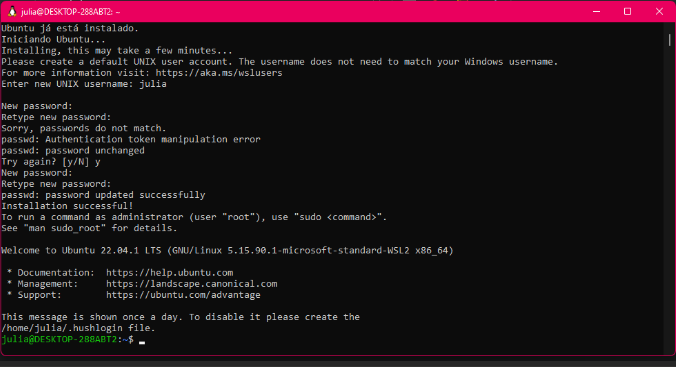 julia@DESKTOP-288ABT2: ~
Ubuntu já está instalado.
Iniciando Ubuntu...
Installing, this may take a few minutes...
Please create a default UNIX user account. The username does not need to match your Windows username.
For more information visit: https://aka.ms/wslusers
Enter new UNIX username: julia
New password:
Retype new password:
Sorry, passwords do not match.
passwd: Authentication token manipulation error
passwd: password unchanged
Try again? [y/N] y
New password:
Retype new password:
passwd: password updated successfully
Installation successful!
To run a command as administrator (user "root"), use "sudo <command>".
See "man sudo_root" for details.
Welcome to Ubuntu 22.04.1 LTS (GNU/Linux 5.15.90.1-microsoft-standard-WSL2 x86_64)
* Documentation:  https://help.ubuntu.com
* Management:     https://landscape.canonical.com
* Support:        https://ubuntu.com/advantage
This message is shown once a day. To disable it please create the
/home/julia/.hushlogin file.
julia@DESKTOP-288ABT2:~$